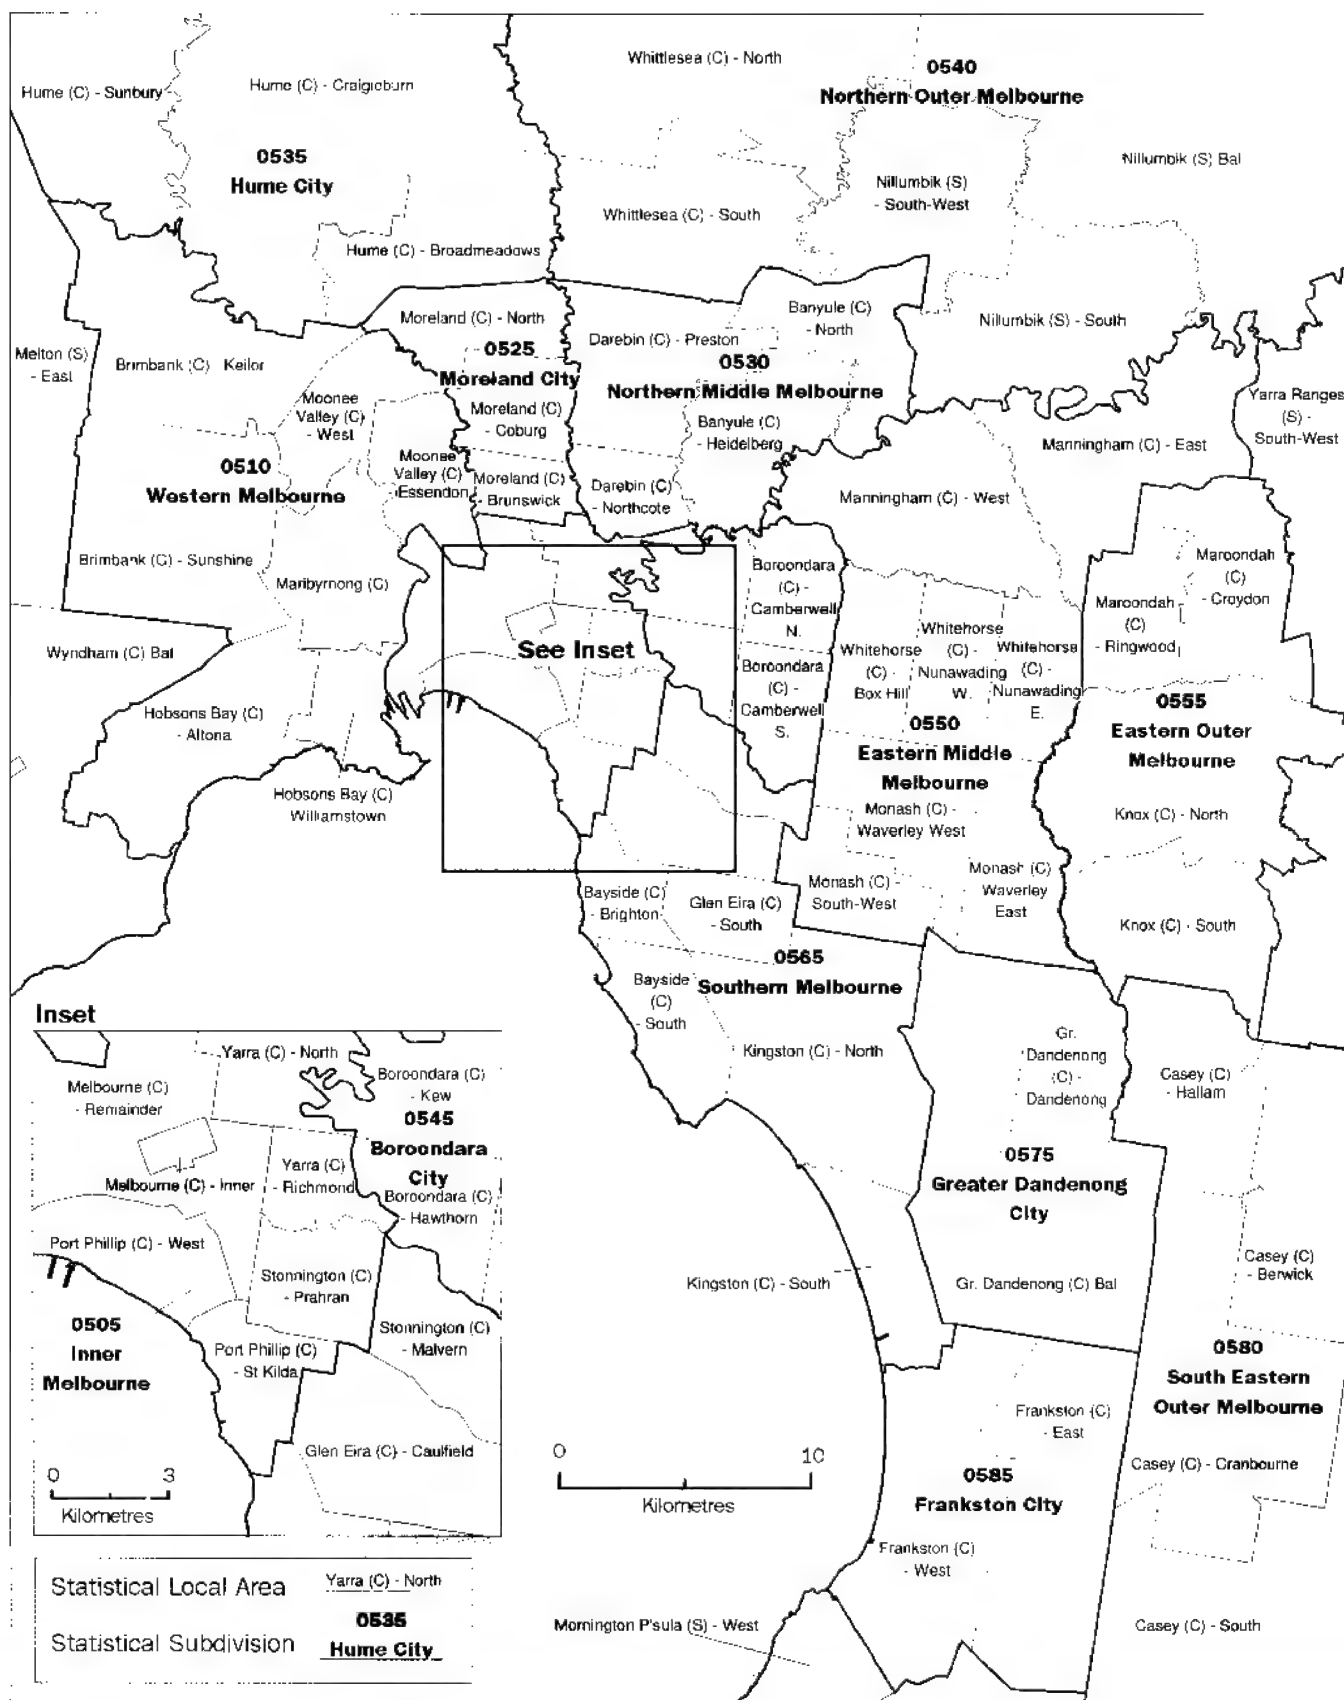 Whittlesea (C) - North
0540
Northern Outer Melbourne
Hume (C) - Sunbury
Hume (C) - Craigieburn
Nillumbik (S) Bal
0535
Hume City
Nillumbik (S)
- South-West
Whittlesea (C) - South
Hume (C) - Broadmeadows
Moreland (C) - North
Banyule (C)
- North
Nillumbik (S) - South
Darebin (C) - Preston
0525
Moreland City
0530
Northern Middle Melbourne
Melton (S)
- East
Brimbank (C) Keilor
Moonee
Valley (C)
- West
Moreland (C)
- Coburg
Banyule (C)
- Heidelberg
Yarra Ranges
(S) -
South-West
Manningham (C) - East
0510
Western Melbourne
Moonee
Valley (C)
Essendon
Moreland (C)
- Brunswick
Darebin (C)
- Northcote
Manningham (C) - West
Brimbank (C) - Sunshine
Maribyrnong (C)
Boroondara
(C) -
Camberwell
N.
Maroondah
(C)
- Croydon
Maroondah
(C)
- Ringwood
Wyndham (C) Bal
See Inset
Boroondara
(C) -
Camberwell
S.
Whitehorse
(C) -
Box Hill
Whitehorse
(C) -
Nunawading
W.
Whitehorse
(C) -
Nunawading
E.
Hobsons Bay (C)
- Altona
0550
Eastern Middle
Melbourne
0555
Eastern Outer
Melbourne
Hobsons Bay (C)
Williamstown
Monash (C) -
Waverley West
Knox (C) - North
Monash (C) -
South-West
Monash (C)
Waverley
East
Bayside (C)
- Brighton
Glen Eira (C)
- South
Knox (C) - South
0565
Southern Melbourne
Bayside
(C)
- South
Kingston (C) - North
Gr.
Dandenong
(C) -
Dandenong
Casey (C)
- Hallam
0575
Greater Dandenong
City
Kingston (C) - South
Gr. Dandenong (C) Bal
Casey (C)
- Berwick
0580
South Eastern
Outer Melbourne
Frankston (C)
- East
Casey (C) - Cranbourne
0585
Frankston City
Frankston (C)
- West
Mornington P'sula (S) - West
Casey (C) - South
0 10
Kilometres
Inset
Yarra (C) - North
Melbourne (C)
- Remainder
Boroondara (C)
- Kew
0545
Boroondara
City
Yarra (C)
- Richmond
Melbourne (C) - Inner
Boroondara (C)
- Hawthorn
Port Phillip (C) - West
Stonnington (C)
- Prahran
0505
Inner
Melbourne
Stonnington (C)
- Malvern
Port Phillip (C)
- St Kilda
Glen Eira (C) - Caulfield
0 3
Kilometres
Statistical Local Area Yarra (C) - North
Statistical Subdivision 0535
Hume City